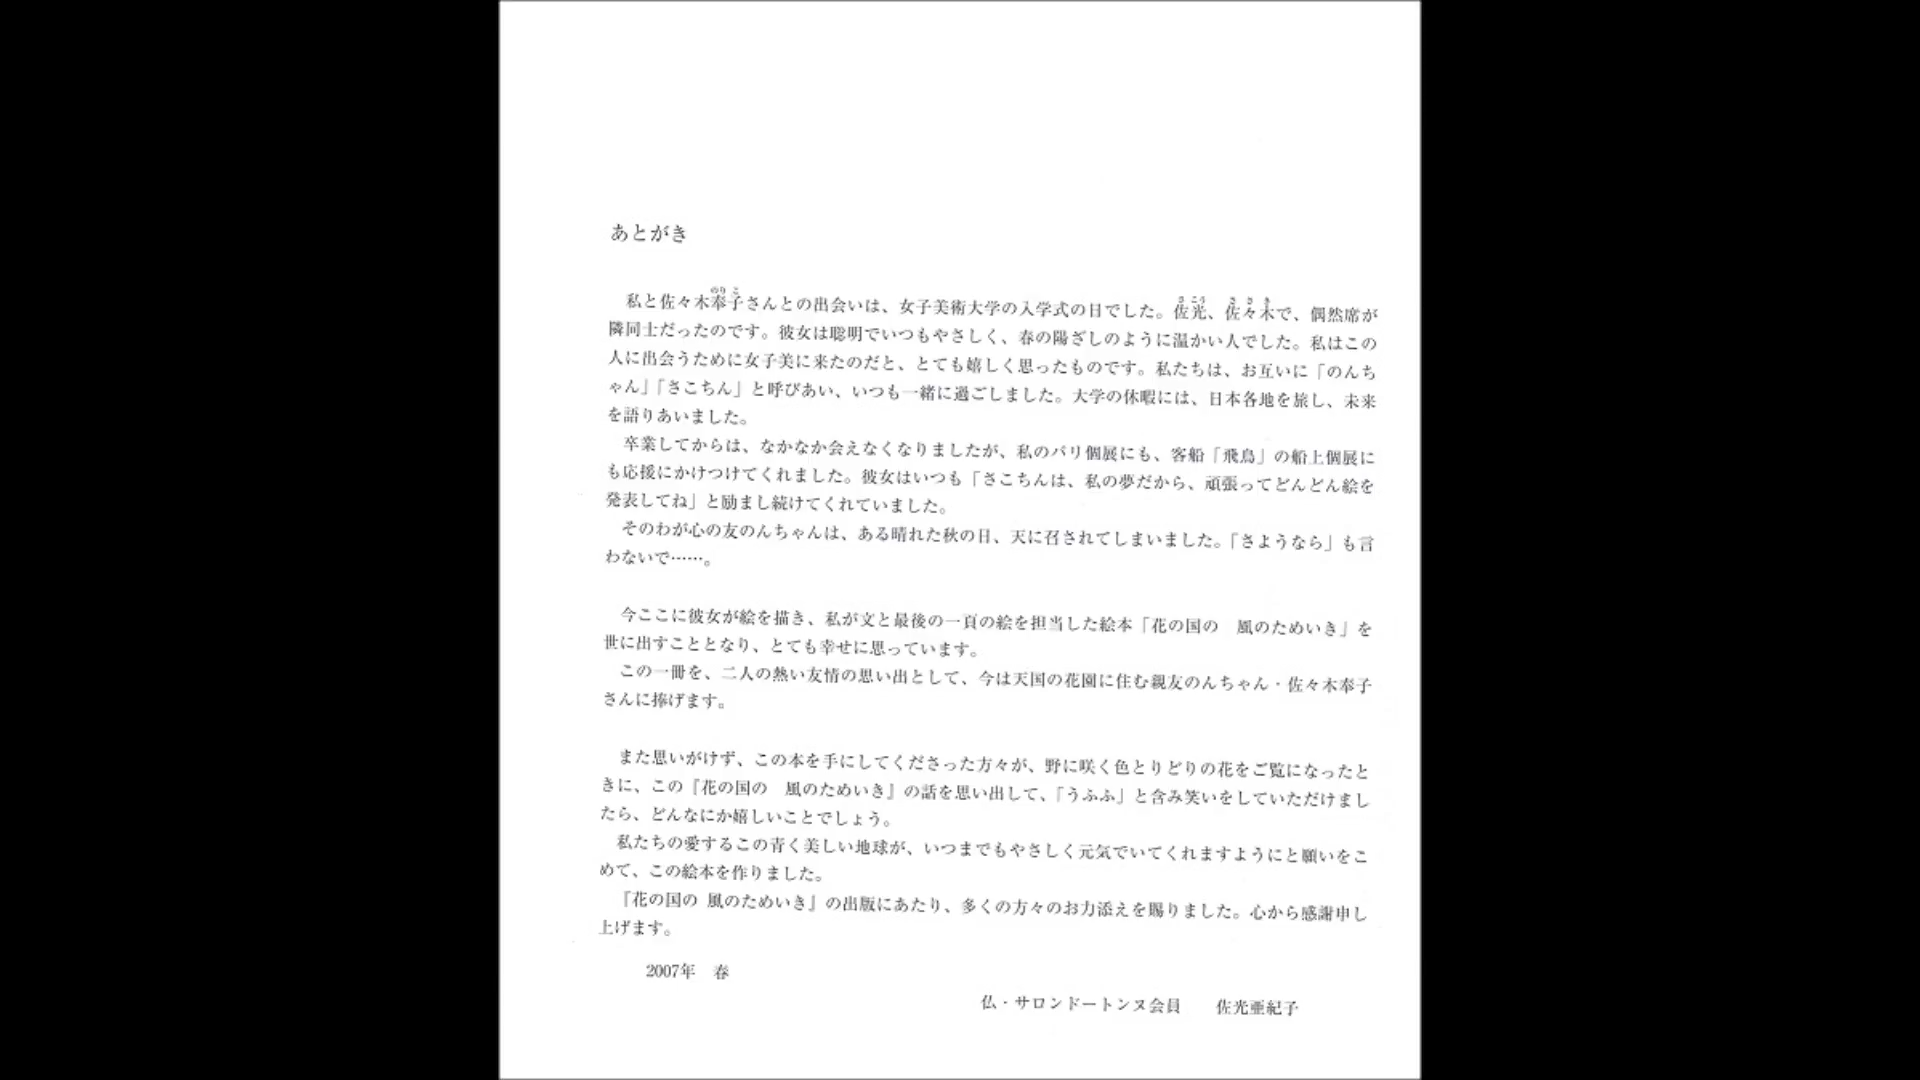 あとがき
私と佐々木奉子さんとの出会いは、女子美術大学の入学式の日でした。佐光、佐々木で、偶然席が
隣同士だったのです。彼女は聡明でいつもやさしく、春の陽ざしのように温かい人でした。私はこの
人に出会うために女子美に来たのだと、とても嬉しく思ったものです。私たちは、お互いに「のんち
ゃん」「さこちん」と呼びあい、いつも一緒に過ごしました。大学の休暇には、日本各地を旅し、未来
を語りあいました。
卒業してからは、なかなか会えなくなりましたが、私のパリ個展にも、客船「飛鳥」の船上個展に
も応援にかけつけてくれました。彼女はいつも「さこちんは、私の夢だから、頑張ってどんどん絵を
発表してね」と励まし続けてくれていました。
そのわが心の友のんちゃんは、ある晴れた秋の日、天に召されてしまいました。「さようなら」も言
わないで……。
今ここに彼女が絵を描き、私が文と最後の一頁の絵を担当した絵本「花の国の　風のためいき」を
世に出すこととなり、とても幸せに思っています。
この一冊を、二人の熱い友情の思い出として、今は天国の花園に住む親友のんちゃん・佐々木奉子
さんに捧げます。
また思いがけず、この本を手にしてくださった方々が、野に咲く色とりどりの花をご覧になったと
きに、この『花の国の　風のためいき』の話を思い出して、「うふふ」と含み笑いをしていただけまし
たら、どんなにか嬉しいことでしょう。
私たちの愛するこの青く美しい地球が、いつまでもやさしく元気でいてくれますようにと願いをこ
めて、この絵本を作りました。
『花の国の 風のためいき』の出版にあたり、多くの方々のお力添えを賜りました。心から感謝申し
上げます。
2007年　春
仏・サロンドートンヌ会員　　佐光亜紀子